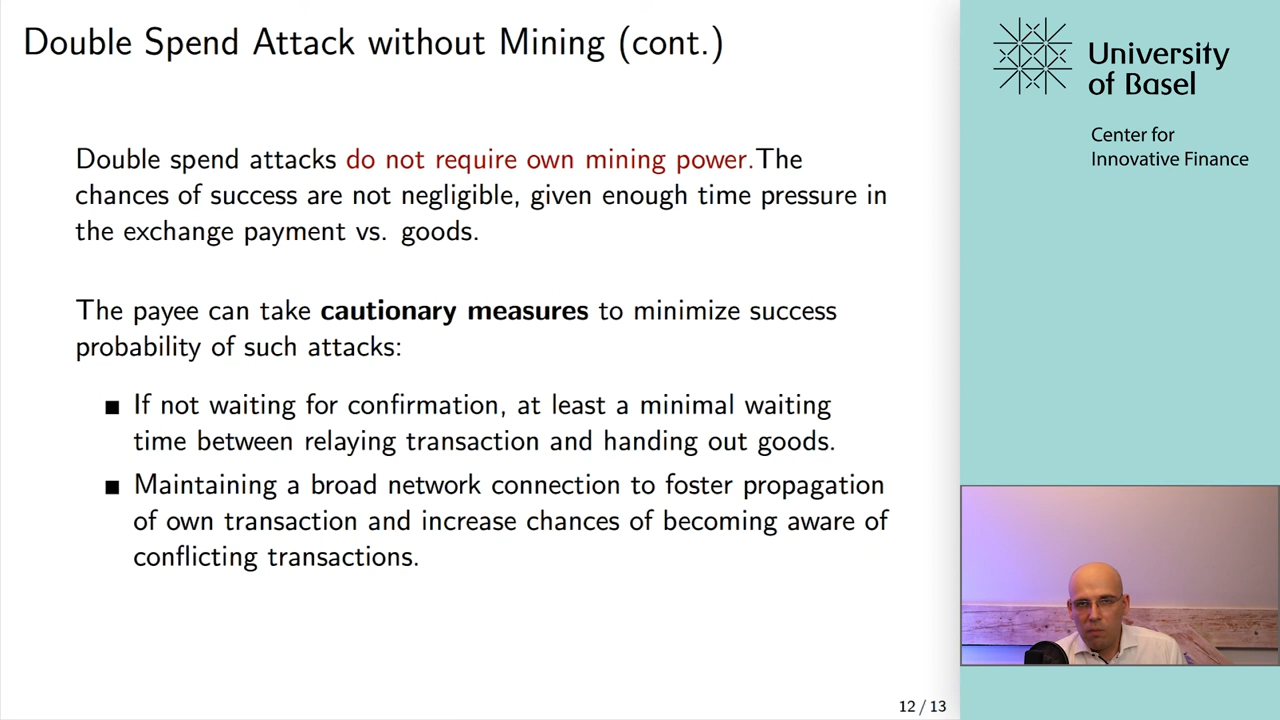 Double Spend Attack without Mining (cont.)
Double spend attacks do not require own mining power.The
chances of success are not negligible, given enough time pressure in
the exchange payment vs. goods.
The payee can take cautionary measures to minimize success
probability of such attacks:
If not waiting for confirmation, at least a minimal waiting
time between relaying transaction and handing out goods.
Maintaining a broad network connection to foster propagation
of own transaction and increase chances of becoming aware of
conflicting transactions.
12 / 13
University
of Basel
Center for
Innovative Finance